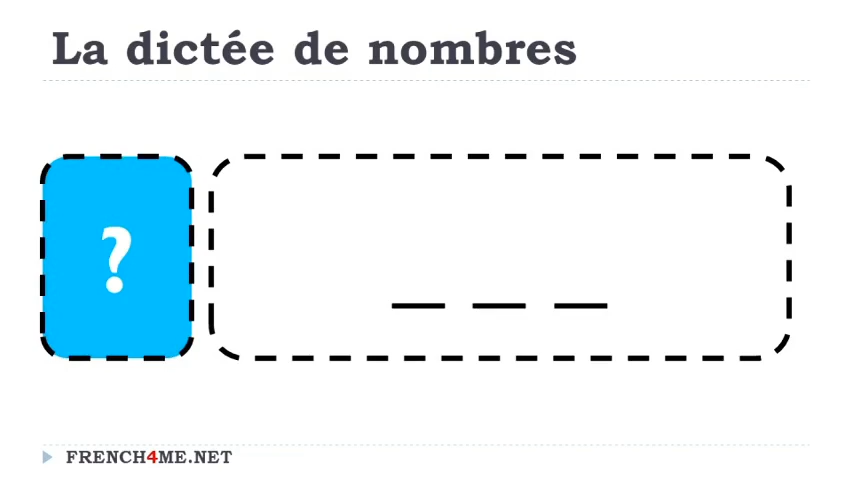 La dictée de nombres
?
_ _ _
FRENCH4ME.NET